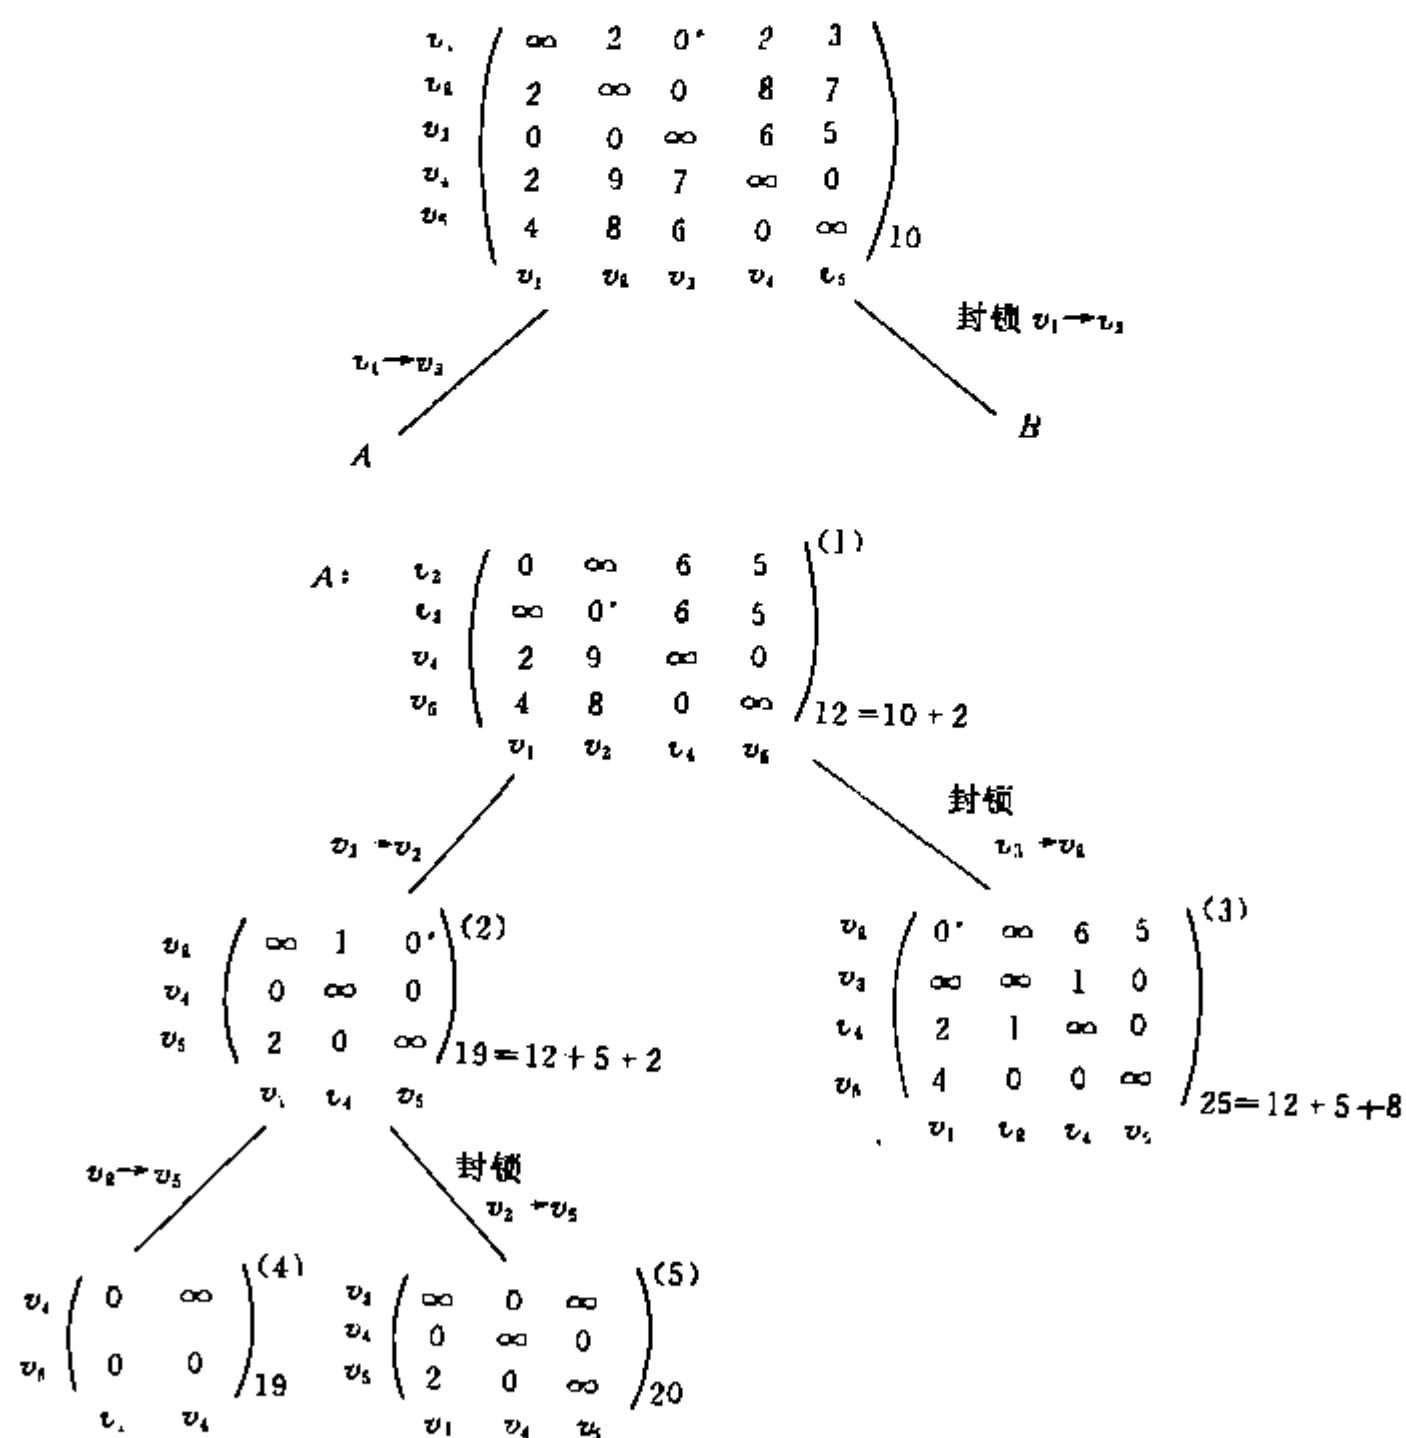 v₁ ∞ 2 0* 2 3
v₂ 2 ∞ 0 8 7
v₃ 0 0 ∞ 6 5
v₄ 2 9 7 ∞ 0
v₅ 4 8 6 0 ∞ 10
v₁ v₂ v₃ v₄ v₅
封锁 v₁→v₃
v₁→v₃
A B
A: v₂ 0 ∞ 6 5 (1)
v₃ ∞ 0* 6 5
v₄ 2 9 ∞ 0
v₅ 4 8 0 ∞ 12=10+2
v₁ v₂ v₄ v₅
封锁
v₃→v₂ v₃→v₂
v₂ ∞ 1 0* (2)
v₄ 0 ∞ 0
v₅ 2 0 ∞ 19=12+5+2
v₁ v₄ v₅
v₂ 0* ∞ 6 5 (3)
v₃ ∞ ∞ 1 0
v₄ 2 1 ∞ 0
v₅ 4 0 0 ∞ 25=12+5+8
v₁ v₂ v₄ v₅
v₂→v₅
封锁
v₂→v₅
v₄ 0 ∞ (4)
v₅ 0 0 19
v₁ v₄
v₂ ∞ 0 ∞ (5)
v₄ 0 ∞ 0
v₅ 2 0 ∞ 20
v₁ v₄ v₅